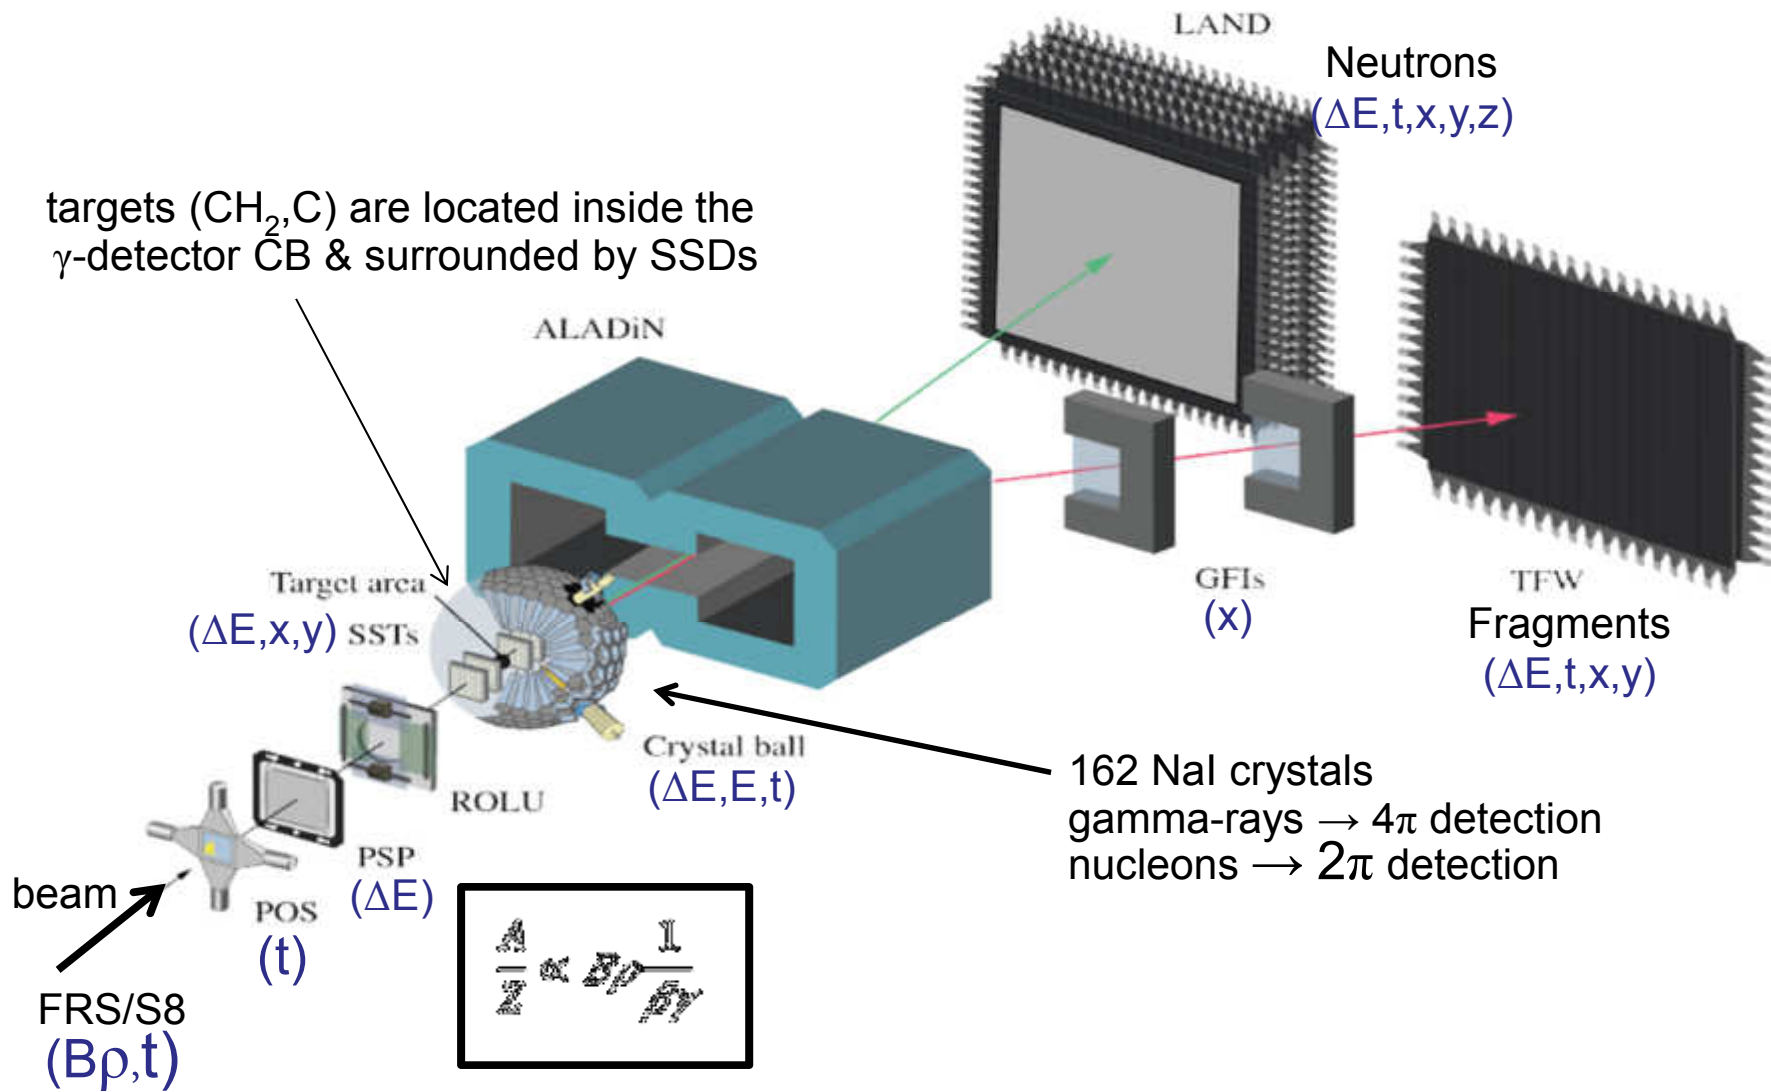 LAND
Neutrons
(ΔE,t,x,y,z)
targets (CH₂,C) are located inside the
γ-detector CB & surrounded by SSDs
ALADiN
Target area
(ΔE,x,y) SSTs
GFIs
(x)
TFW
Fragments
(ΔE,t,x,y)
Crystal ball
(ΔE,E,t)
162 NaI crystals
gamma-rays → 4π detection
nucleons → 2π detection
ROLU
PSP
(ΔE)
beam
POS
(t)
A/Z ∝ Bρ 1/βγ
FRS/S8
(Bρ,t)